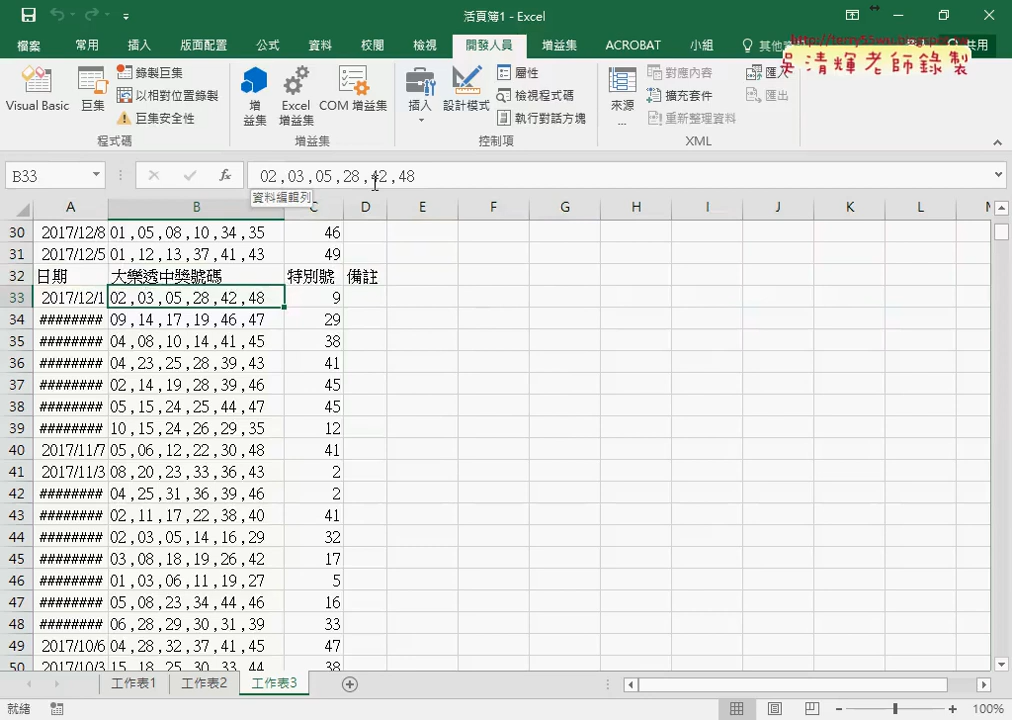 活頁簿1 - Excel
檔案 常用 插入 版面配置 公式 資料 校閱 檢視 開發人員 增益集 ACROBAT 小組 共用
吳清輝老師錄製
Visual Basic 巨集 錄製巨集 以相對位置錄製 巨集安全性
增益集 Excel 增益集 COM 增益集
插入 設計模式 屬性 檢視程式碼 執行對話方塊
來源... 對應內容 擴充套件 重新整理資料 匯出
程式碼 增益集 控制項 XML
B33 fx 02 ,03 ,05 ,28 ,42 ,48
資料編輯列
A B C D E F G H I J K L
30 2017/12/8 01 ,05 ,08 ,10 ,34 ,35 46
31 2017/12/5 01 ,12 ,13 ,37 ,41 ,43 49
32 日期 大樂透中獎號碼 特別號 備註
33 2017/12/1 02 ,03 ,05 ,28 ,42 ,48 9
34 ######## 09 ,14 ,17 ,19 ,46 ,47 29
35 ######## 04 ,08 ,10 ,14 ,41 ,45 38
36 ######## 04 ,23 ,25 ,28 ,39 ,43 41
37 ######## 02 ,14 ,19 ,28 ,39 ,46 45
38 ######## 05 ,15 ,24 ,25 ,44 ,47 45
39 ######## 10 ,15 ,24 ,26 ,29 ,35 12
40 2017/11/7 05 ,06 ,12 ,22 ,30 ,48 41
41 2017/11/3 08 ,20 ,23 ,33 ,36 ,43 2
42 ######## 04 ,25 ,31 ,36 ,39 ,46 2
43 ######## 02 ,11 ,17 ,22 ,38 ,40 41
44 ######## 02 ,03 ,05 ,14 ,16 ,29 32
45 ######## 03 ,08 ,18 ,19 ,26 ,42 17
46 ######## 01 ,03 ,06 ,11 ,19 ,27 5
47 ######## 05 ,08 ,23 ,34 ,44 ,46 16
48 ######## 06 ,28 ,29 ,30 ,31 ,39 33
49 2017/10/6 04 ,28 ,32 ,37 ,41 ,45 47
50 2017/10/3 15 ,18 ,25 ,30 ,33 ,44 38
工作表1 工作表2 工作表3
就緒 100%